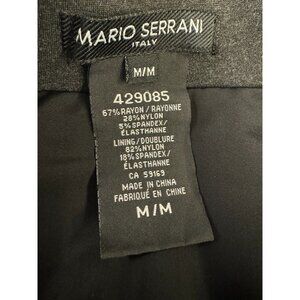 MARIO SERRANI
ITALY
M/M
429085
67%RAYON/RAYONNE
28%NYLON
5%SPANDEX/
ÉLASTHANNE
LINING/DOUBLURE
82%NYLON
18%SPANDEX/
ÉLASTHANNE
CA 59169
MADE IN CHINA
FABRIQUÉ EN CHINE
M/M